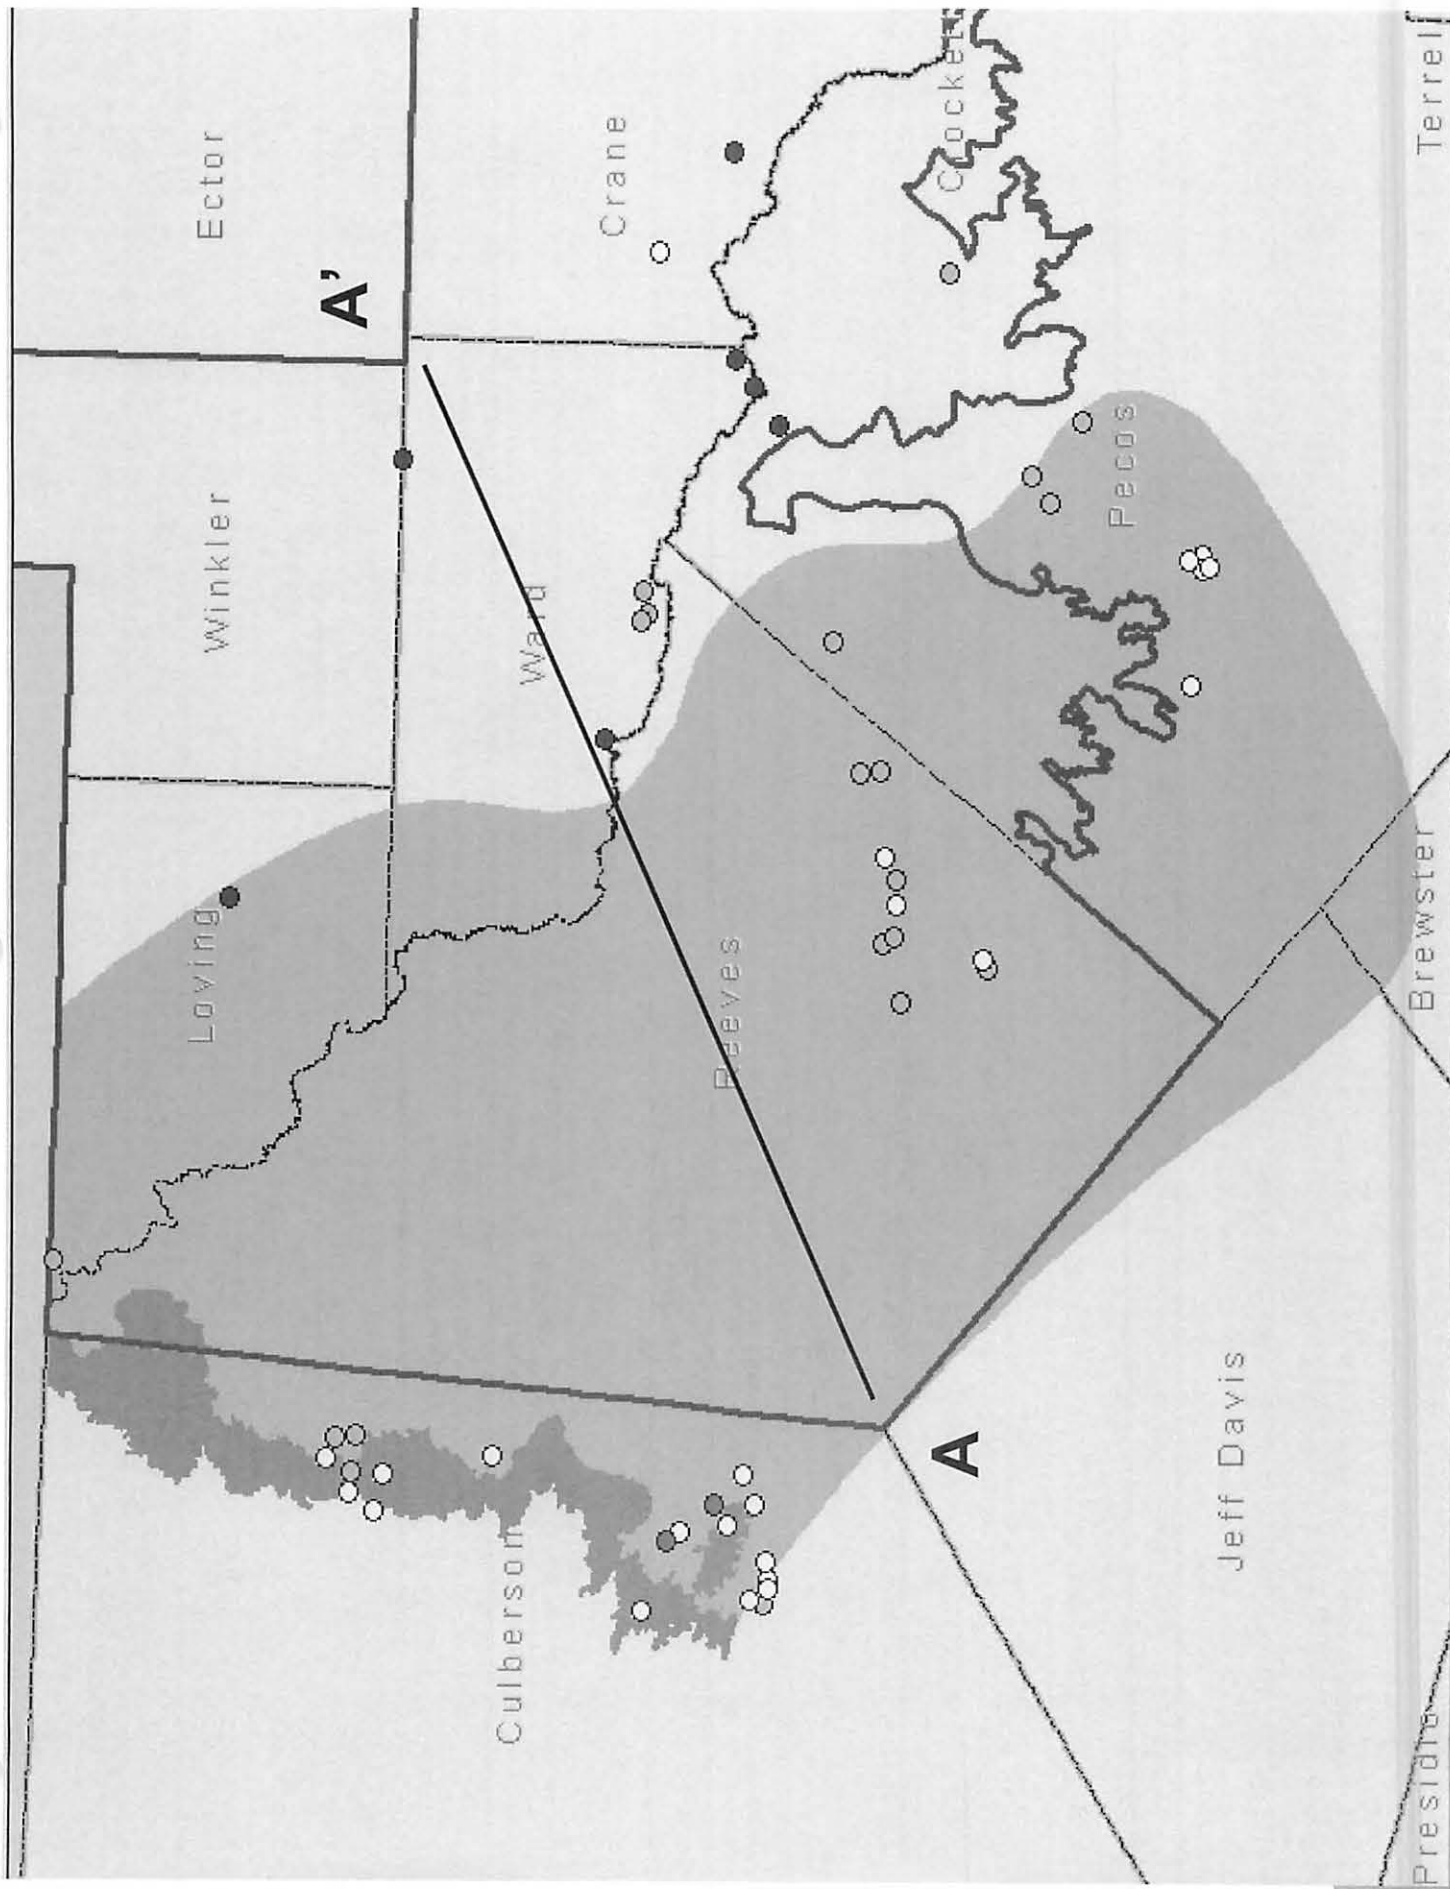 Ector
Winkler
Loving
A'
Crane
Ward
Reeves
Culberson
A
Crockett
Pecos
Jeff Davis
Terrell
Brewster
Presidio